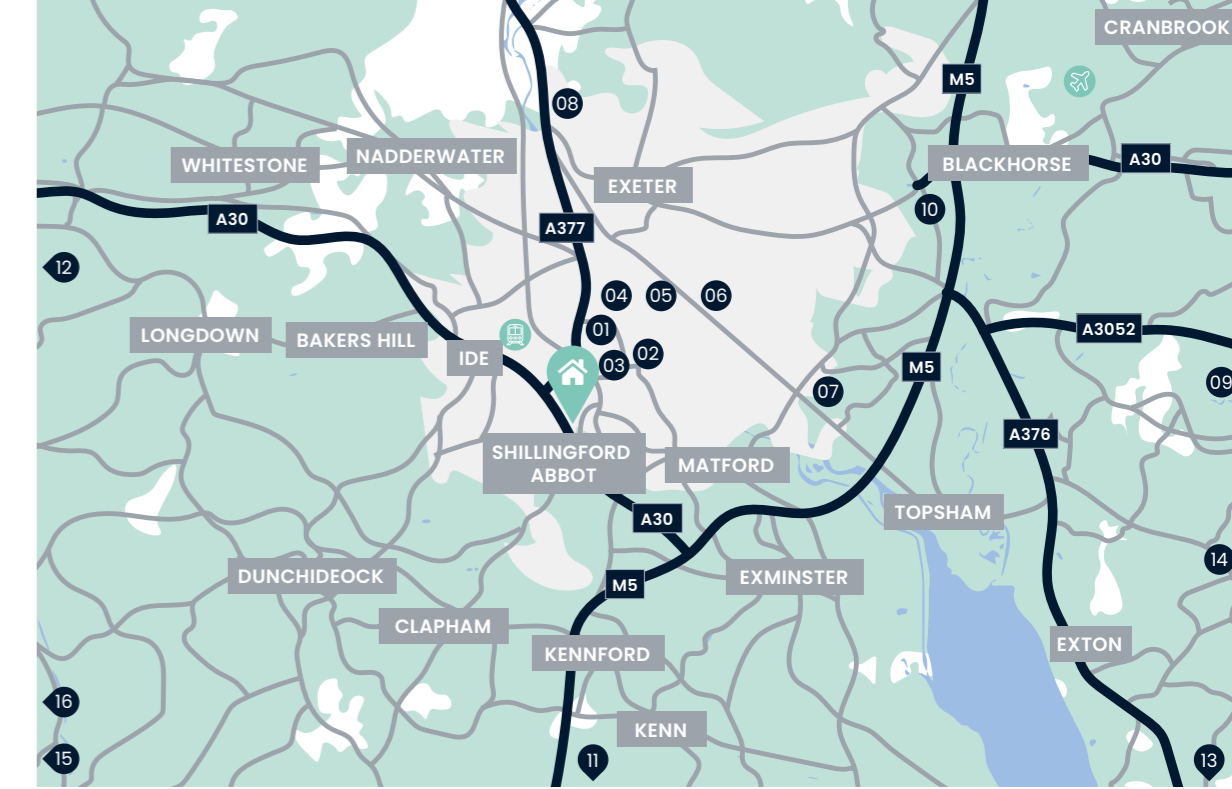 CRANBROOK
M5
08
WHITESTONE
NADDERWATER
EXETER
BLACKHORSE
A30
A30
A377
10
12
04
05
06
LONGDOWN
BAKERS HILL
IDE
01
03
02
A3052
M5
07
09
A376
SHILLINGFORD
ABBOT
MATFORD
A30
TOPSHAM
14
DUNCHIDEOCK
M5
EXMINSTER
CLAPHAM
KENNFORD
EXTON
16
KENN
15
11
13